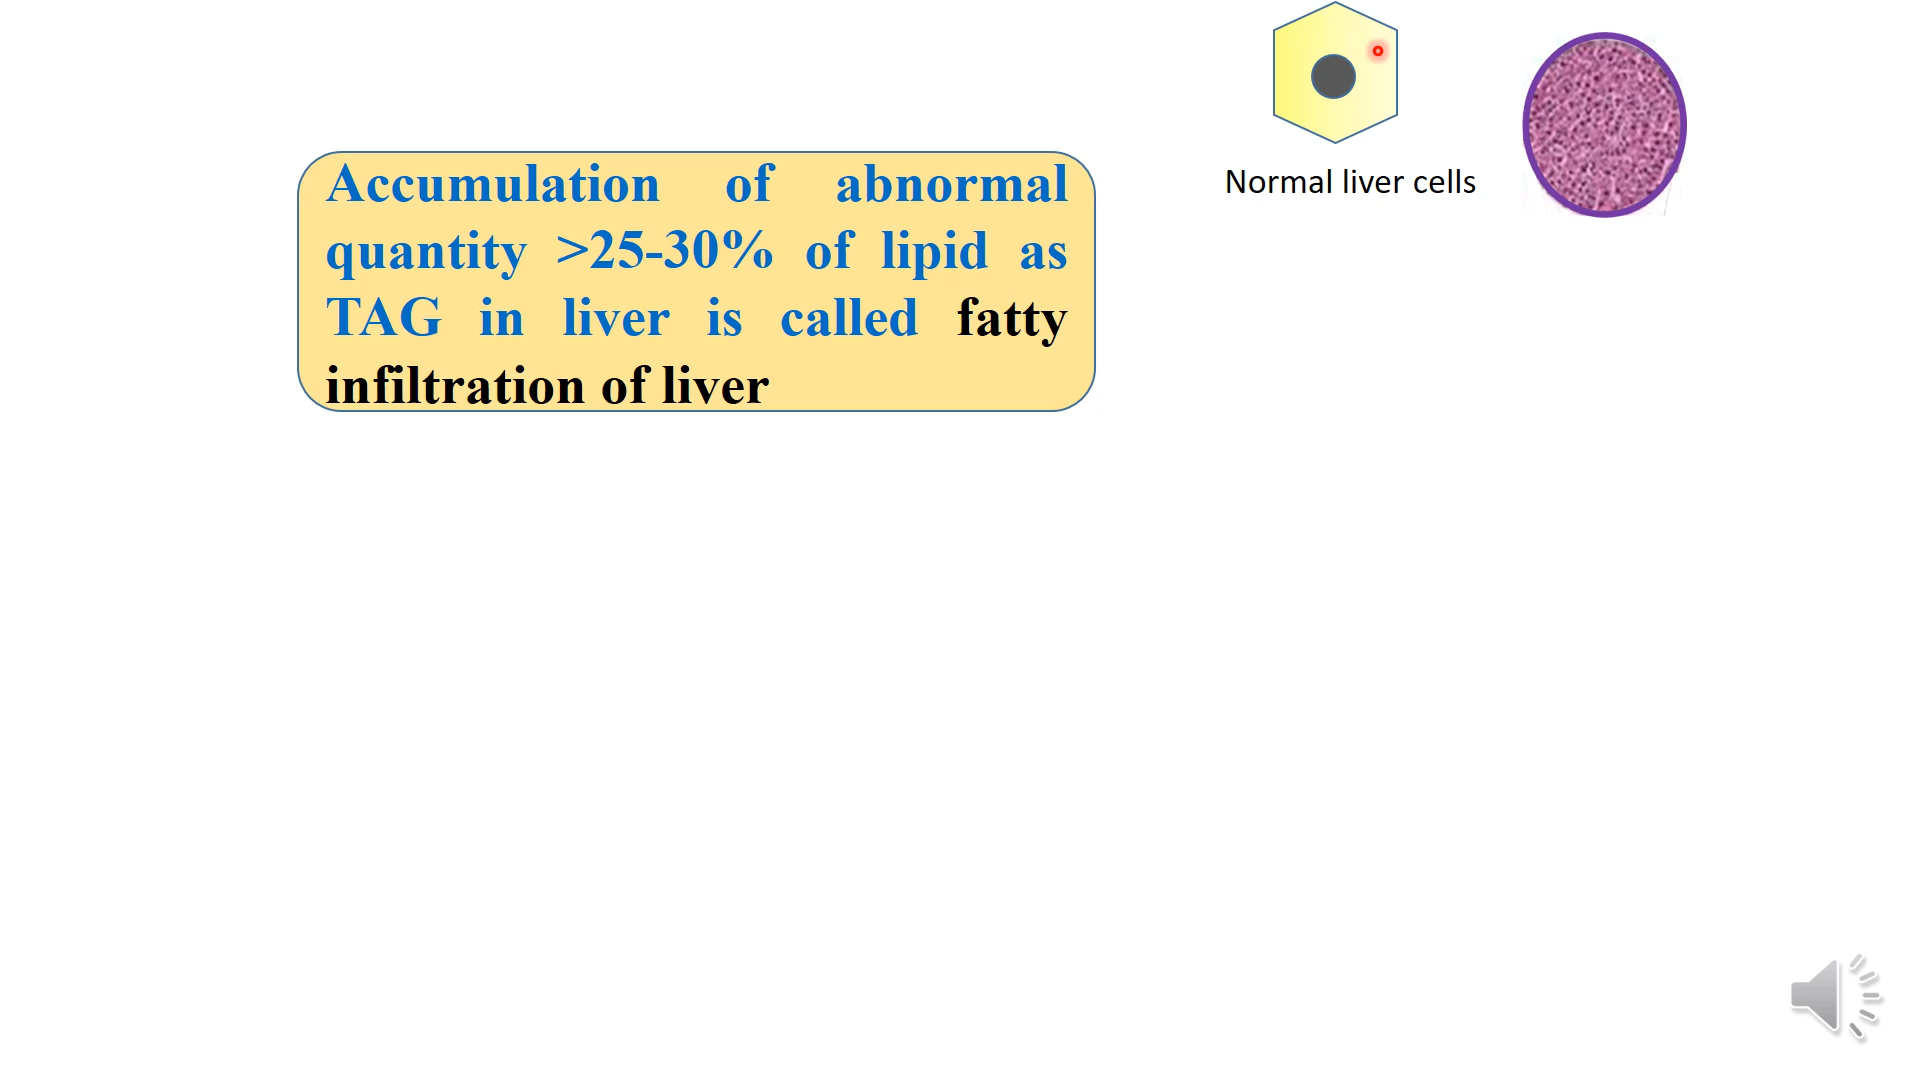 Accumulation of abnormal
quantity >25-30% of lipid as
TAG in liver is called fatty
infiltration of liver
Normal liver cells